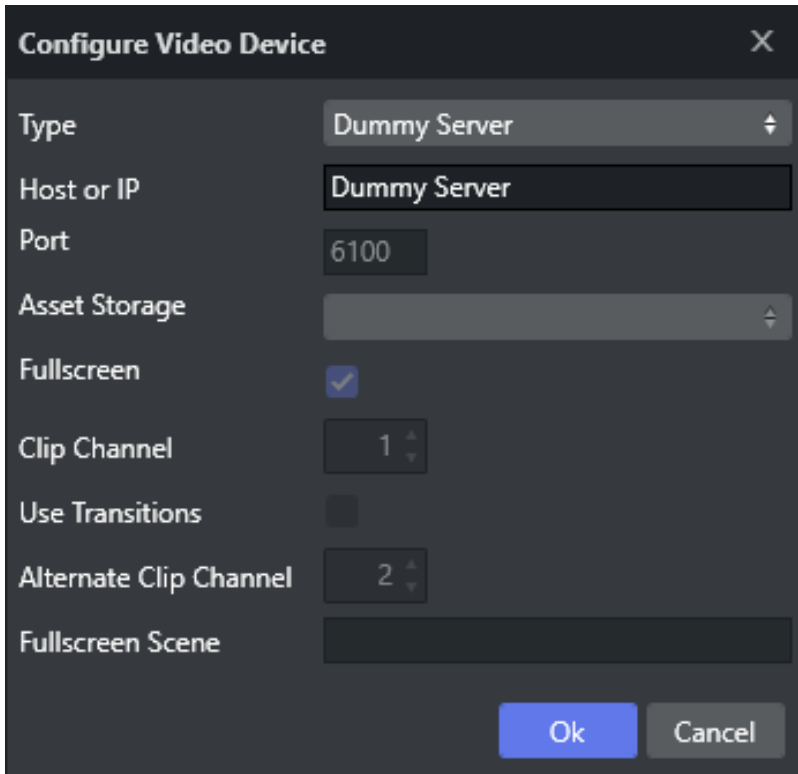 Configure Video Device
Type Dummy Server
Host or IP Dummy Server
Port 6100
Asset Storage
Fullscreen
Clip Channel 1
Use Transitions
Alternate Clip Channel 2
Fullscreen Scene
Ok Cancel